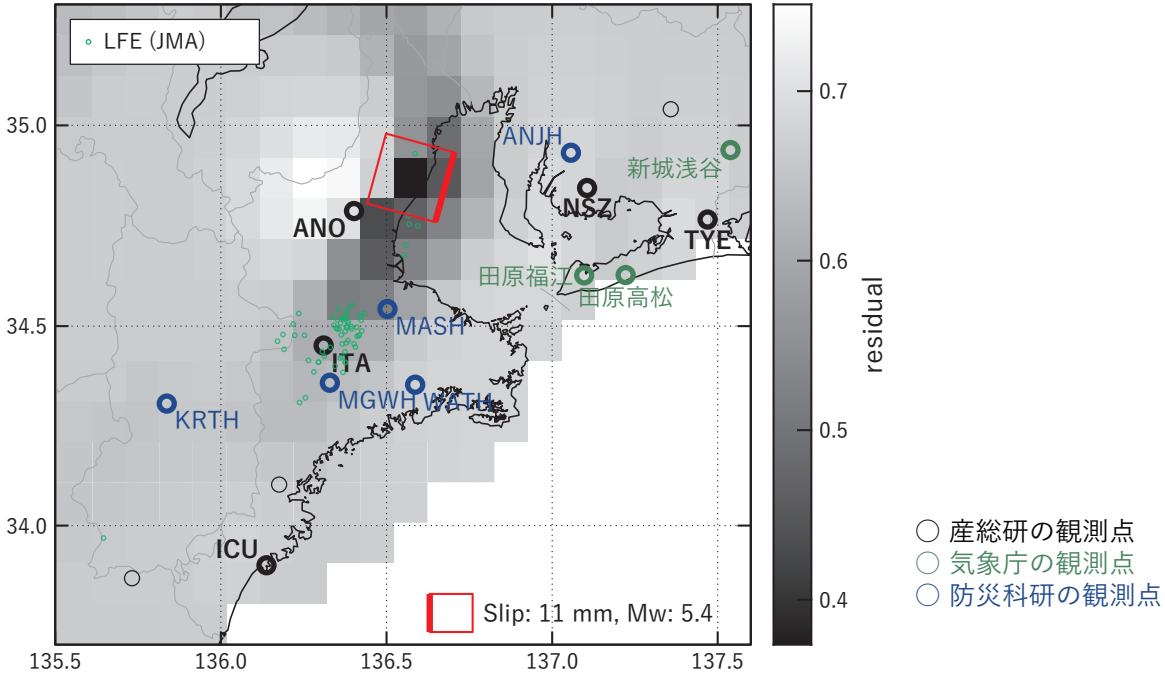 LFE (JMA)
35.0
34.5
34.0
135.5
136.0
136.5
137.0
137.5
ANJH
新城浅谷
NSZ
ANO
TYE
田原福江
田原高松
MASH
ITA
MGWH
WATH
KRTH
ICU
Slip: 11 mm, Mw: 5.4
0.7
0.6
0.5
0.4
residual
産総研の観測点
気象庁の観測点
防災科研の観測点